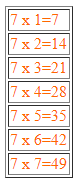 7 x 1=7
7 x 2=14
7 x 3=21
7 x 4=28
7 x 5=35
7 x 6=42
7 x 7=49